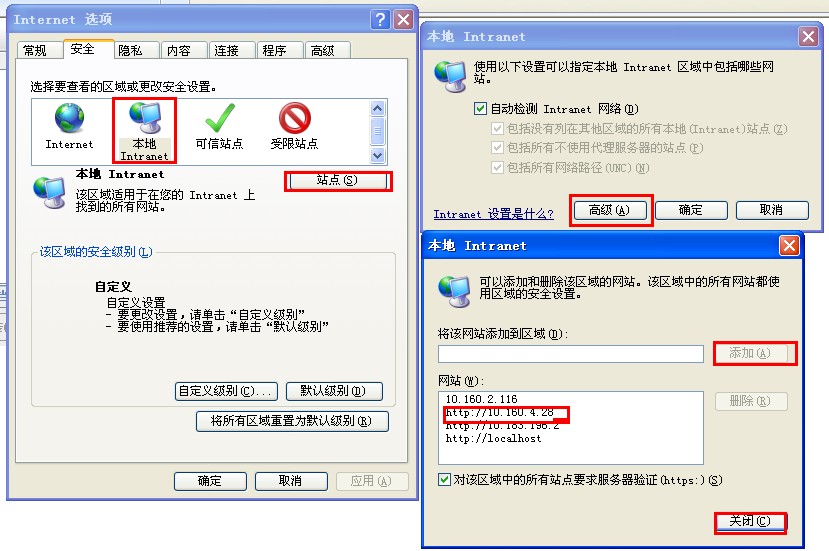 Internet 选项
常规 安全 隐私 内容 连接 程序 高级
选择要查看的区域或更改安全设置。
Internet
本地
Intranet
可信站点
受限站点
本地 Intranet
该区域适用于在您的 Intranet 上
找到的所有网站。
站点(S)
该区域的安全级别(L)
自定义
自定义设置
- 要更改设置，请单击“自定义级别”
- 要使用推荐的设置，请单击“默认级别”
自定义级别(C)...
默认级别(D)
将所有区域重置为默认级别(R)
确定 取消 应用(A)
本地 Intranet
使用以下设置可以指定本地 Intranet 区域中包括哪些网
站。
自动检测 Intranet 网络(D)
包括没有列在其他区域的所有本地(Intranet)站点(Z)
包括所有不使用代理服务器的站点(P)
包括所有网络路径(UNC)(N)
Intranet 设置是什么?
高级(A) 确定 取消
本地 Intranet
可以添加和删除该区域的网站。该区域中的所有网站都使
用区域的安全设置。
将该网站添加到区域(D):
添加(A)
网站(W):
10.160.2.116
http://10.160.4.28
http://10.183.196.2
http://localhost
删除(R)
对该区域中的所有站点要求服务器验证(https:)(S)
关闭(C)